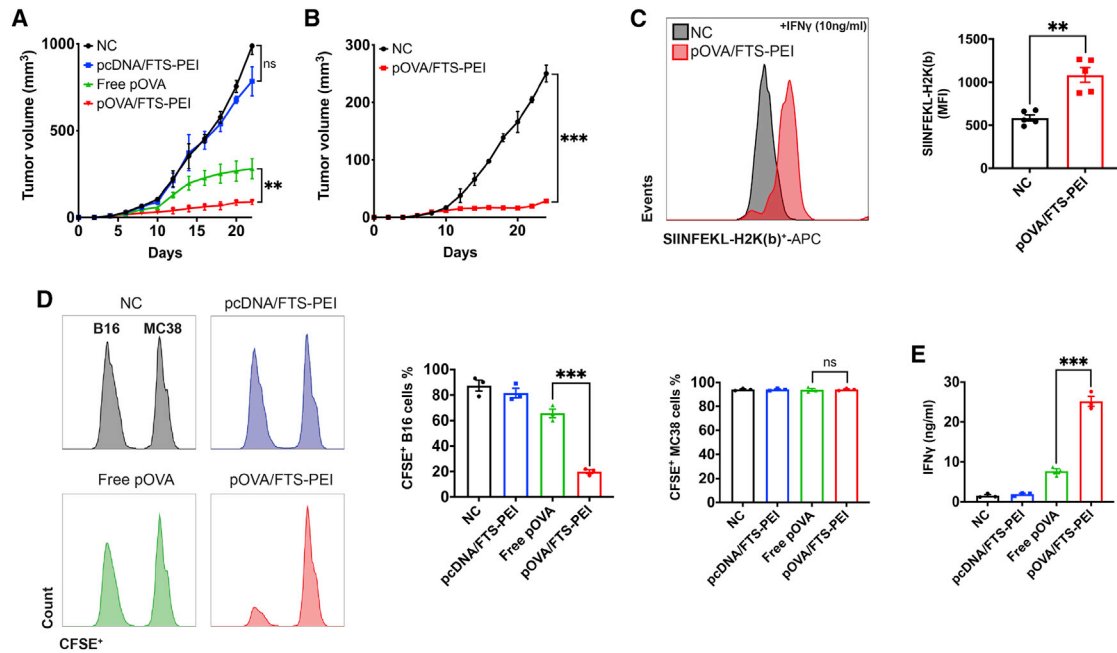 A
Tumor volume (mm³)
1000
500
0
0 5 10 15 20
Days
NC
pcDNA/FTS-PEI
Free pOVA
pOVA/FTS-PEI
ns
**
B
Tumor volume (mm³)
300
200
100
0
0 10 20
Days
NC
pOVA/FTS-PEI
***
C
NC
pOVA/FTS-PEI
+IFNγ (10ng/ml)
Events
SIINFEKL-H2K(b)⁺-APC
SIINFEKL-H2K(b)
(MFI)
1500
1000
500
0
**
NC
pOVA/FTS-PEI
D
NC
pcDNA/FTS-PEI
B16 MC38
Free pOVA
pOVA/FTS-PEI
Count
CFSE⁺
CFSE⁺ B16 cells %
100
80
60
40
20
0
***
NC
pcDNA/FTS-PEI
Free pOVA
pOVA/FTS-PEI
CFSE⁺ MC38 cells %
100
80
60
40
20
0
ns
NC
pcDNA/FTS-PEI
Free pOVA
pOVA/FTS-PEI
E
IFNγ (ng/ml)
30
20
10
0
***
NC
pcDNA/FTS-PEI
Free pOVA
pOVA/FTS-PEI